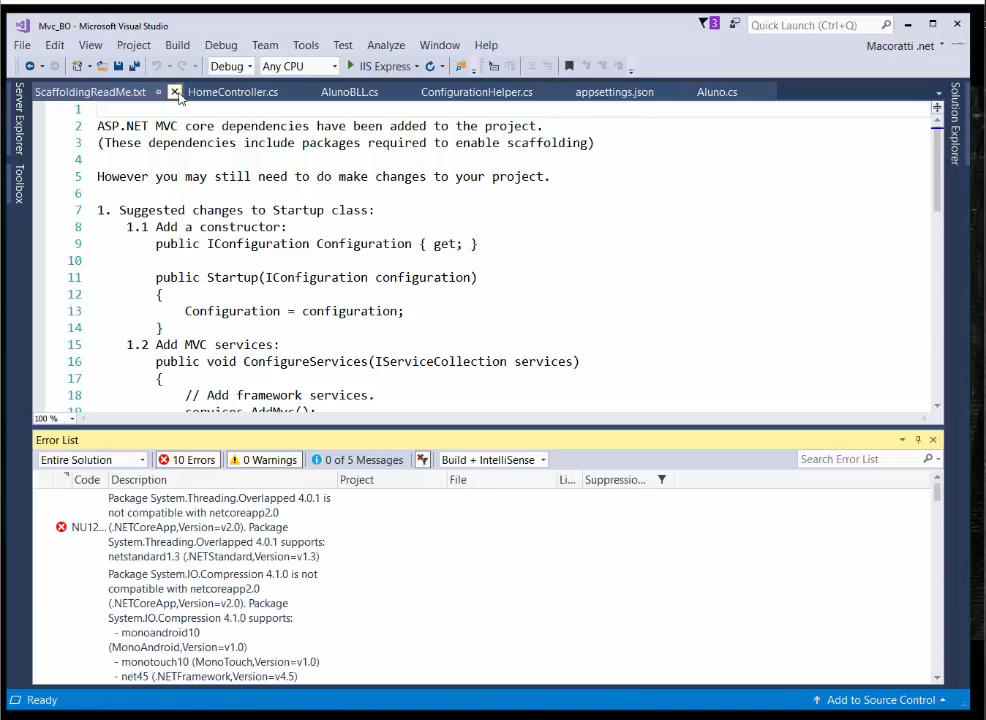 Mvc_BO - Microsoft Visual Studio
3
Quick Launch (Ctrl+Q)
File Edit View Project Build Debug Team Tools Test Analyze Window Help
Macoratti .net
Debug Any CPU IIS Express
ScaffoldingReadMe.txt HomeController.cs AlunoBLL.cs ConfigurationHelper.cs appsettings.json Aluno.cs
Server Explorer
Toolbox
Solution Explorer
1
2 ASP.NET MVC core dependencies have been added to the project.
3 (These dependencies include packages required to enable scaffolding)
4
5 However you may still need to do make changes to your project.
6
7 1. Suggested changes to Startup class:
8 1.1 Add a constructor:
9 public IConfiguration Configuration { get; }
10
11 public Startup(IConfiguration configuration)
12 {
13 Configuration = configuration;
14 }
15 1.2 Add MVC services:
16 public void ConfigureServices(IServiceCollection services)
17 {
18 // Add framework services.
19 services.AddMvc();
100 %
Error List
Entire Solution 10 Errors 0 Warnings 0 of 5 Messages Build + IntelliSense Search Error List
Code Description Project File Li... Suppressio...
Package System.Threading.Overlapped 4.0.1 is
not compatible with netcoreapp2.0
NU12... (.NETCoreApp,Version=v2.0). Package
System.Threading.Overlapped 4.0.1 supports:
netstandard1.3 (.NETStandard,Version=v1.3)
Package System.IO.Compression 4.1.0 is not
compatible with netcoreapp2.0
(.NETCoreApp,Version=v2.0). Package
System.IO.Compression 4.1.0 supports:
- monoandroid10
(MonoAndroid,Version=v1.0)
- monotouch10 (MonoTouch,Version=v1.0)
- net45 (.NETFramework,Version=v4.5)
Ready
Add to Source Control